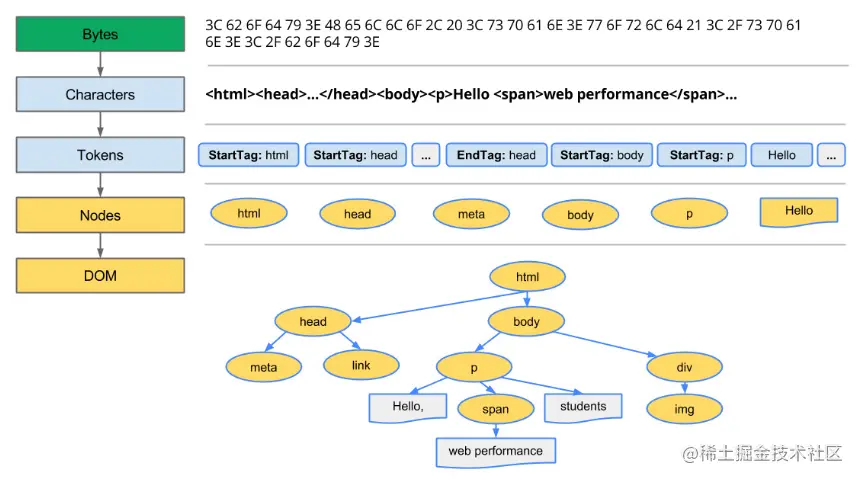 Bytes
3C 62 6F 64 79 3E 48 65 6C 6C 6F 2C 20 3C 73 70 61 6E 3E 77 6F 72 6C 64 21 3C 2F 73 70 61
6E 3E 3C 2F 62 6F 64 79 3E
Characters
<html><head>...</head><body><p>Hello <span>web performance</span>...
Tokens
StartTag: html StartTag: head ... EndTag: head StartTag: body StartTag: p Hello ...
Nodes
html head meta body p Hello
DOM
html
head body
meta link p div
Hello, span students img
web performance
@稀土掘金技术社区